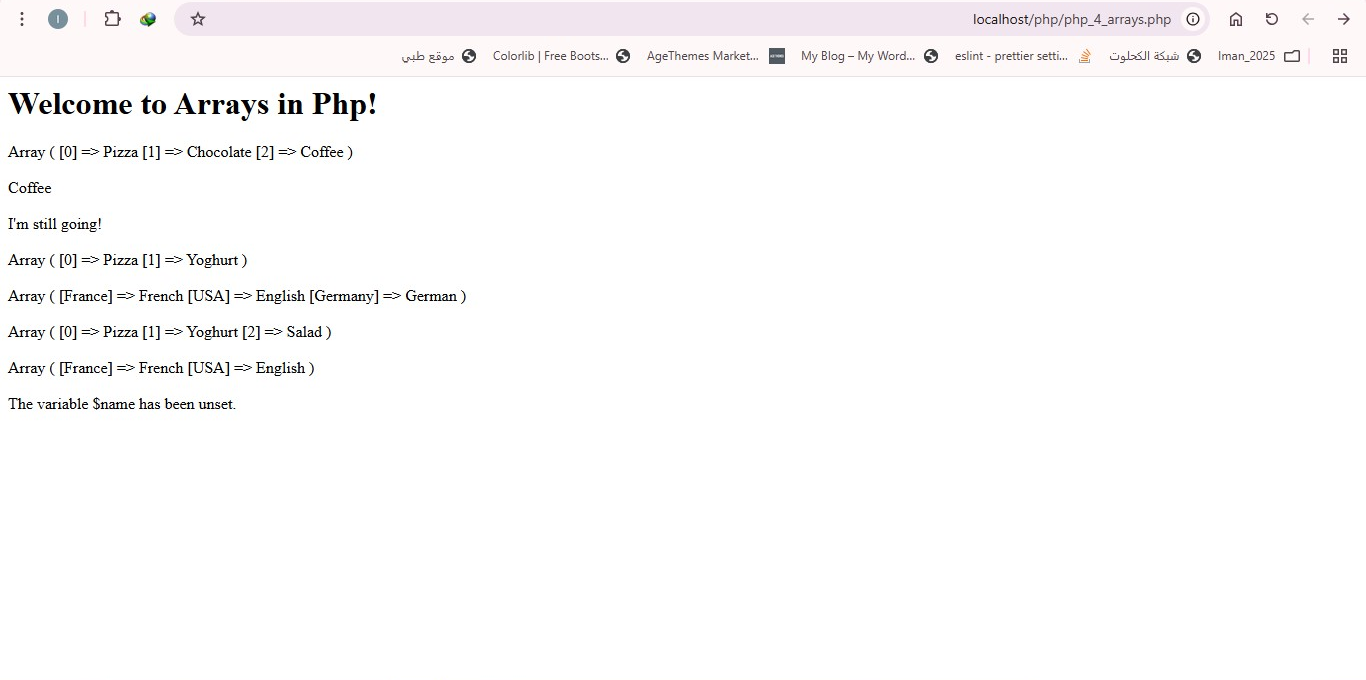 I
localhost/php/php_4_arrays.php
موقع طبي
Colorlib | Free Boots...
AgeThemes Market...
My Blog – My Word...
eslint - prettier setti...
شبكة الكحلوت
Iman_2025
Welcome to Arrays in Php!
Array ( [0] => Pizza [1] => Chocolate [2] => Coffee )
Coffee
I'm still going!
Array ( [0] => Pizza [1] => Yoghurt )
Array ( [France] => French [USA] => English [Germany] => German )
Array ( [0] => Pizza [1] => Yoghurt [2] => Salad )
Array ( [France] => French [USA] => English )
The variable $name has been unset.